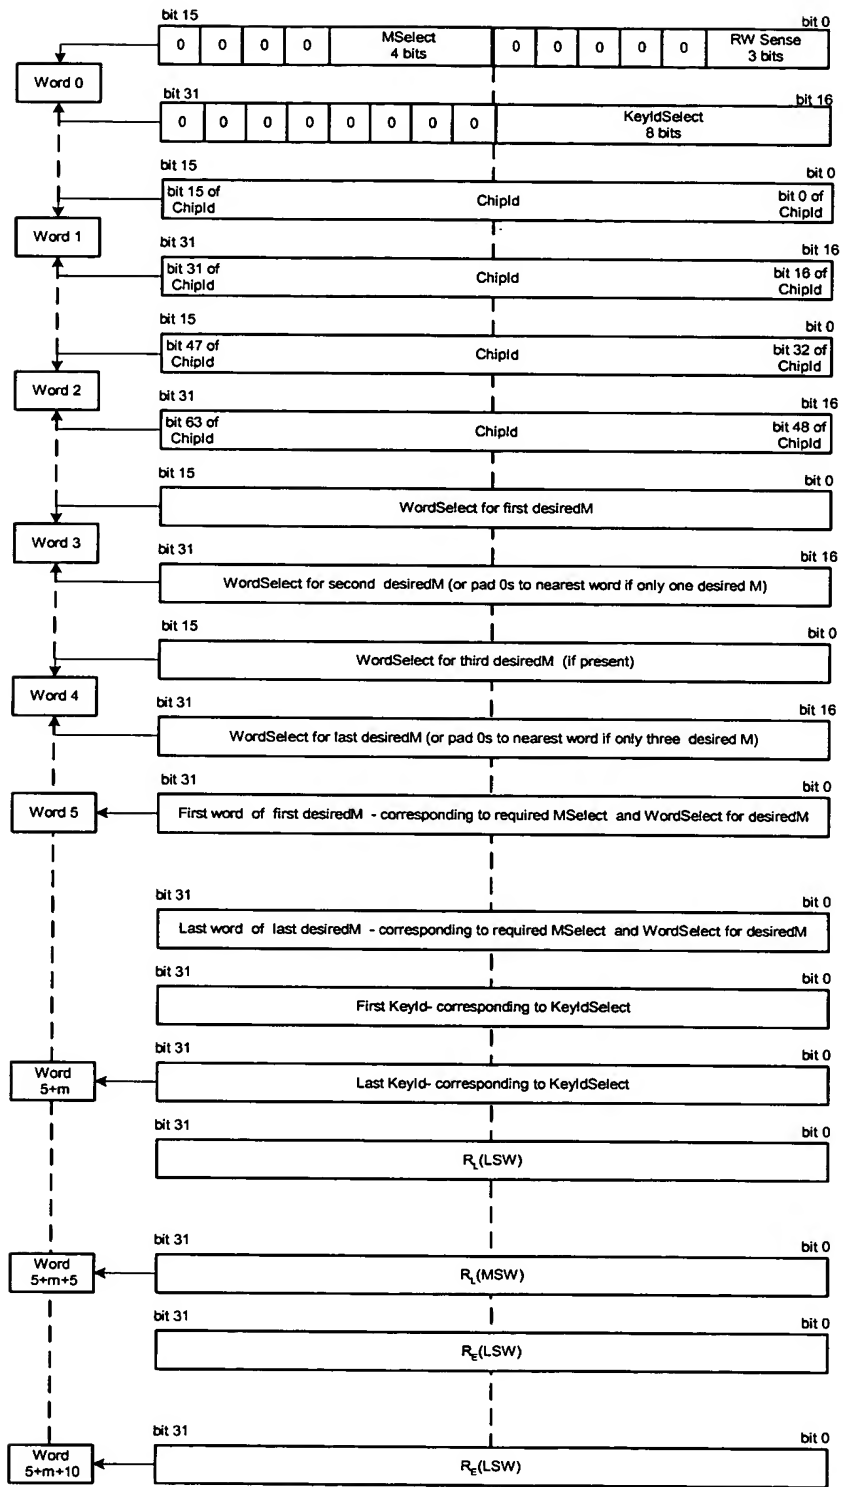 bit 15 bit 0
0 0 0 0 MSelect 0 0 0 0 0 RW Sense
4 bits 3 bits
Word 0
bit 31 bit 16
0 0 0 0 0 0 0 0 KeyIdSelect
8 bits
bit 15 bit 0
bit 15 of ChipId bit 0 of
ChipId ChipId
Word 1
bit 31 bit 16
bit 31 of ChipId bit 16 of
ChipId ChipId
bit 15 bit 0
bit 47 of ChipId bit 32 of
ChipId ChipId
Word 2
bit 31 bit 16
bit 63 of ChipId bit 48 of
ChipId ChipId
bit 15 bit 0
WordSelect for first desiredM
Word 3
bit 31 bit 16
WordSelect for second desiredM (or pad 0s to nearest word if only one desired M)
bit 15 bit 0
WordSelect for third desiredM (if present)
Word 4
bit 31 bit 16
WordSelect for last desiredM (or pad 0s to nearest word if only three desired M)
bit 31 bit 0
Word 5 First word of first desiredM - corresponding to required MSelect and WordSelect for desiredM
bit 31 bit 0
Last word of last desiredM - corresponding to required MSelect and WordSelect for desiredM
bit 31 bit 0
First KeyId- corresponding to KeyIdSelect
bit 31 bit 0
Word
5+m Last KeyId- corresponding to KeyIdSelect
bit 31 bit 0
R_L(LSW)
bit 31 bit 0
Word
5+m+5 R_L(MSW)
bit 31 bit 0
R_E(LSW)
bit 31 bit 0
Word
5+m+10 R_E(LSW)